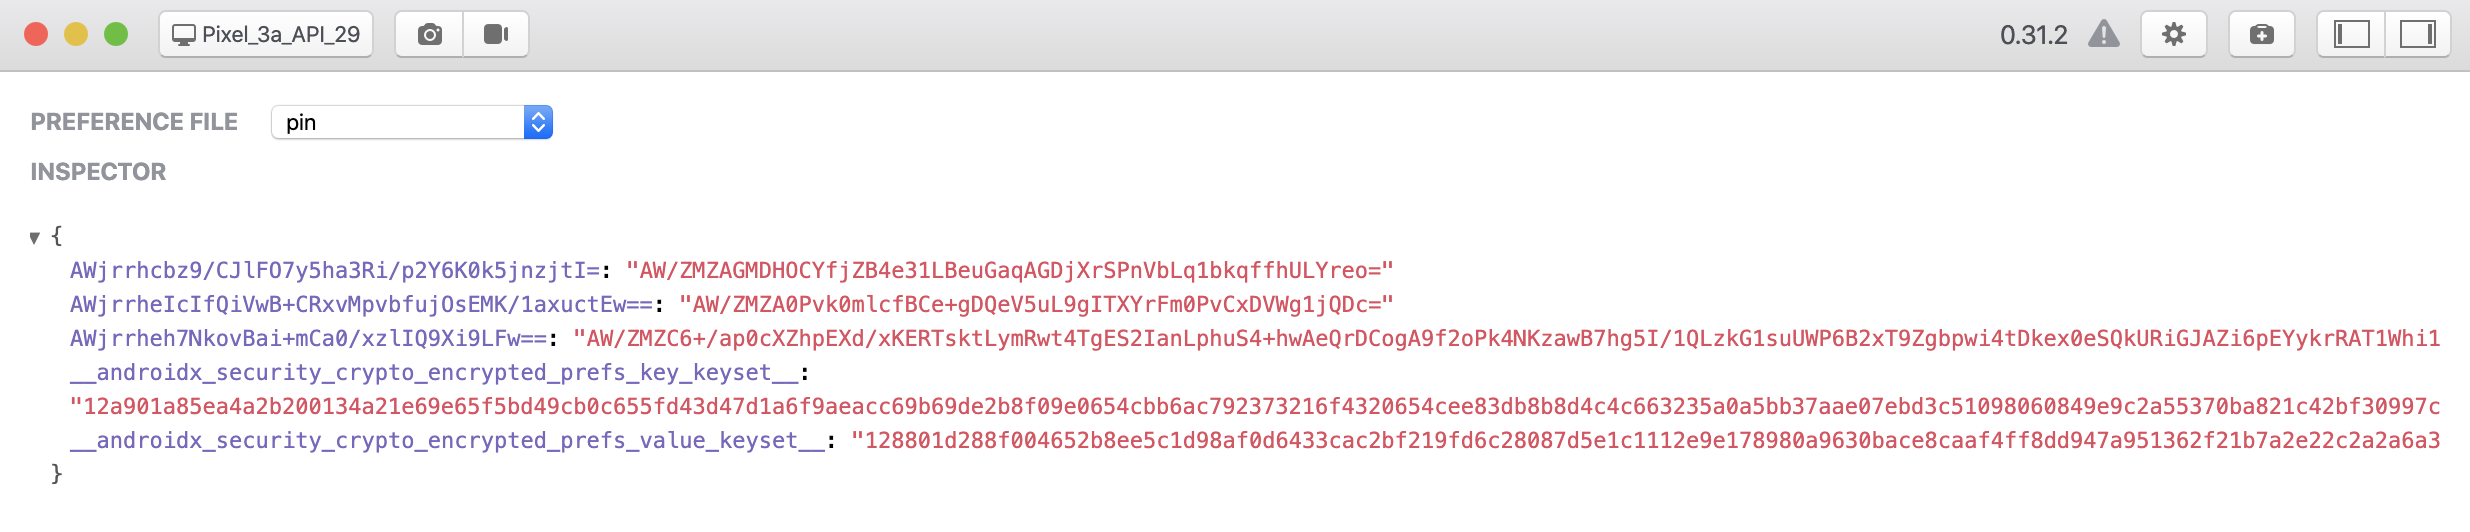 Pixel_3a_API_29 0.31.2
PREFERENCE FILE pin
INSPECTOR
{
AWjrrhcbz9/CJlFO7y5ha3Ri/p2Y6K0k5jnzjtI=: "AW/ZMZAGMDHOCYfjZB4e31LBeuGaqAGDjXrSPnVbLq1bkqffhULYreo="
AWjrrheIcIfQiVwB+CRxvMpvbfujOsEMK/1axuctEw==: "AW/ZMZA0Pvk0mlcfBCe+gDQeV5uL9gITXYrFm0PvCxDVWg1jQDc="
AWjrrheh7NkovBai+mCa0/xzlIQ9Xi9LFw==: "AW/ZMZC6+/ap0cXZhpEXd/xKERTsktLymRwt4TgES2IanLphuS4+hwAeQrDCogA9f2oPk4NKzawB7hg5I/1QLzkG1suUWP6B2xT9Zgbpwi4tDkex0eSQkURiGJAZi6pEYykrRAT1Whi1
__androidx_security_crypto_encrypted_prefs_key_keyset__:
"12a901a85ea4a2b200134a21e69e65f5bd49cb0c655fd43d47d1a6f9aeacc69b69de2b8f09e0654cbb6ac792373216f4320654cee83db8b8d4c4c663235a0a5bb37aae07ebd3c51098060849e9c2a55370ba821c42bf30997c
__androidx_security_crypto_encrypted_prefs_value_keyset__: "128801d288f004652b8ee5c1d98af0d6433cac2bf219fd6c28087d5e1c1112e9e178980a9630bace8caaf4ff8dd947a951362f21b7a2e22c2a2a6a3
}